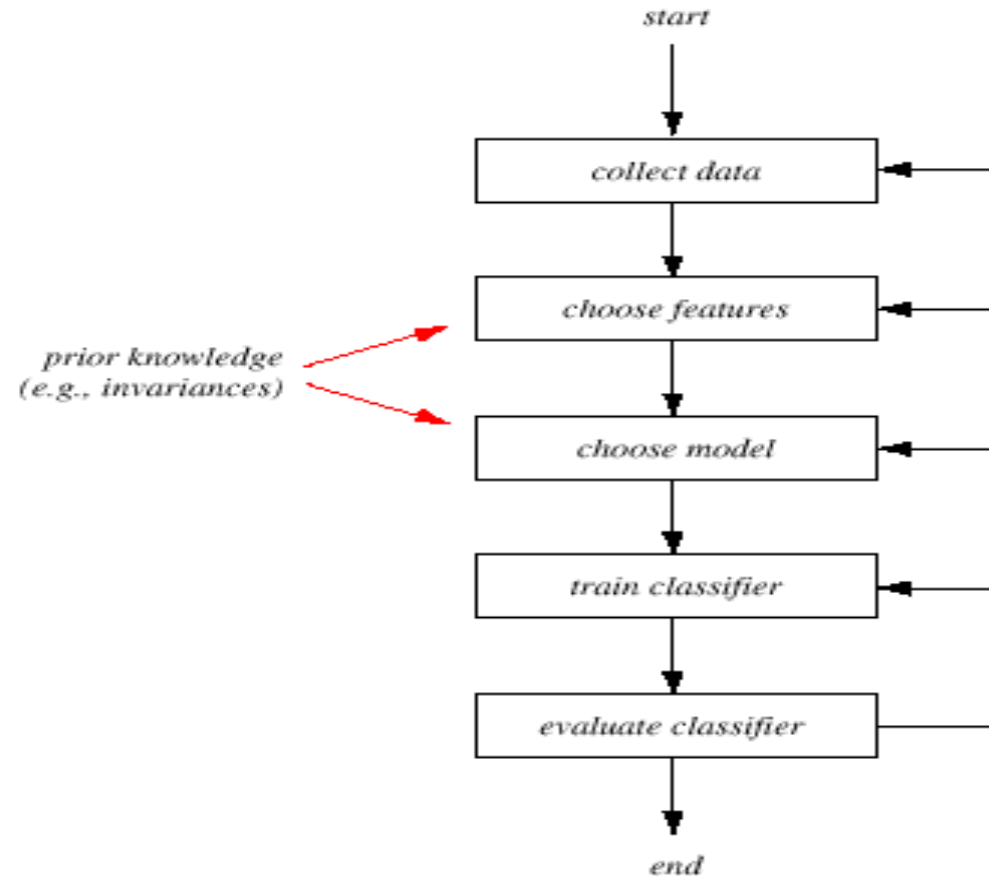 start
collect data
choose features
prior knowledge
(e.g., invariances)
choose model
train classifier
evaluate classifier
end